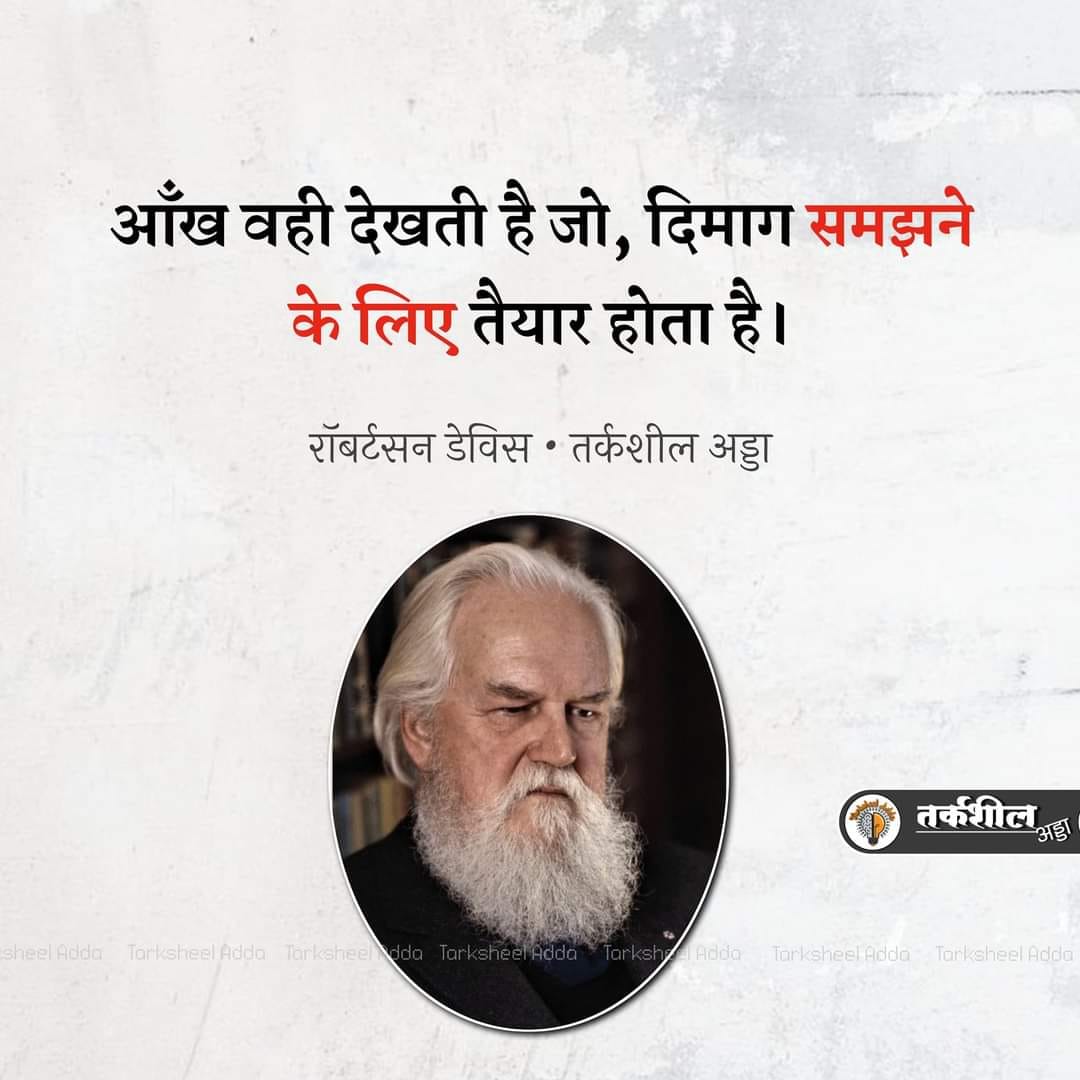 आँख वही देखती है जो, दिमाग समझने
के लिए तैयार होता है।
रॉबर्टसन डेविस • तर्कशील अड्डा
तर्कशील अड्डा
sheel Adda Tarksheel Adda Tarksheel Adda Tarksheel Adda Tarksheel Adda Tarksheel Adda Tarksheel Adda